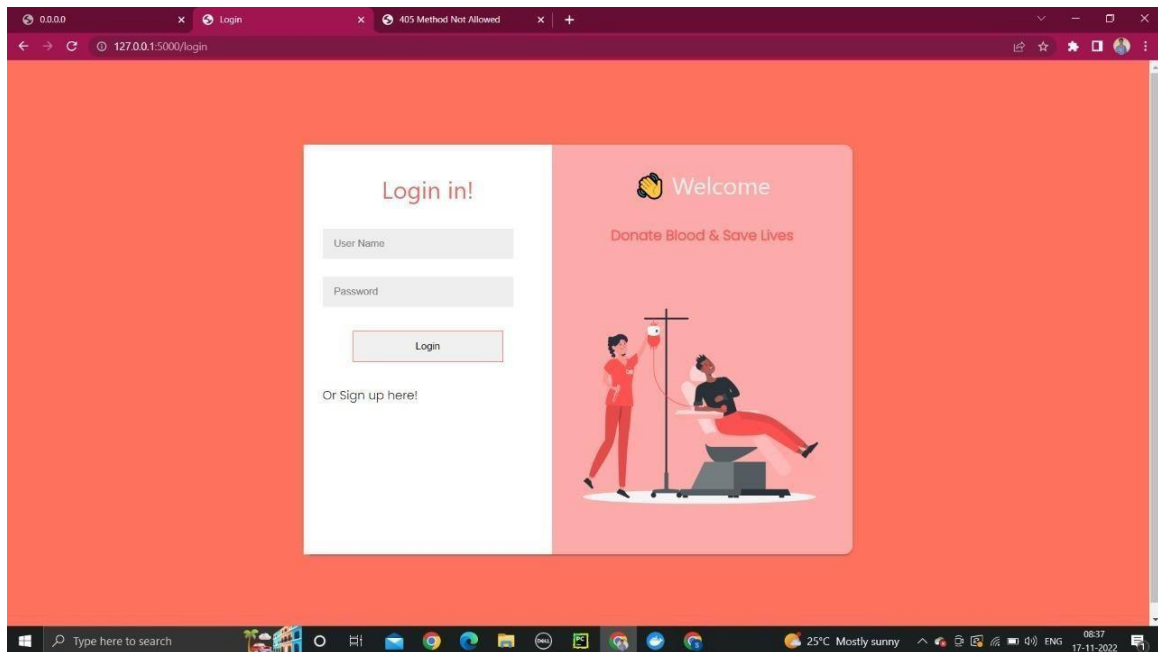 0.0.0.0
Login
405 Method Not Allowed
127.0.0.1:5000/login
Login in!
User Name
Password
Login
Or Sign up here!
Welcome
Donate Blood & Save Lives
Type here to search
DELL
PC
25°C Mostly sunny
ENG
08:37
17-11-2022